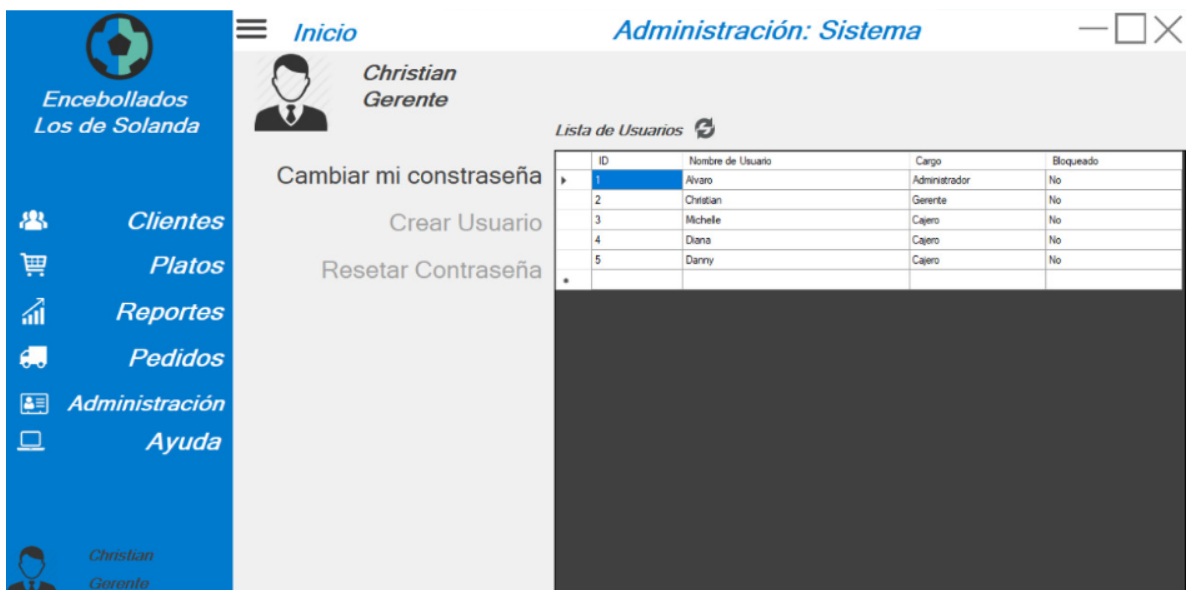 Inicio
Administración: Sistema
Encebollados
Los de Solanda
Christian
Gerente
Lista de Usuarios
Cambiar mi constraseña
Crear Usuario
Resetar Contraseña
ID Nombre de Usuario Cargo Bloqueado
1 Alvaro Administrador No
2 Christian Gerente No
3 Michelle Cajero No
4 Diana Cajero No
5 Danny Cajero No
Clientes
Platos
Reportes
Pedidos
Administración
Ayuda
Christian
Gerente